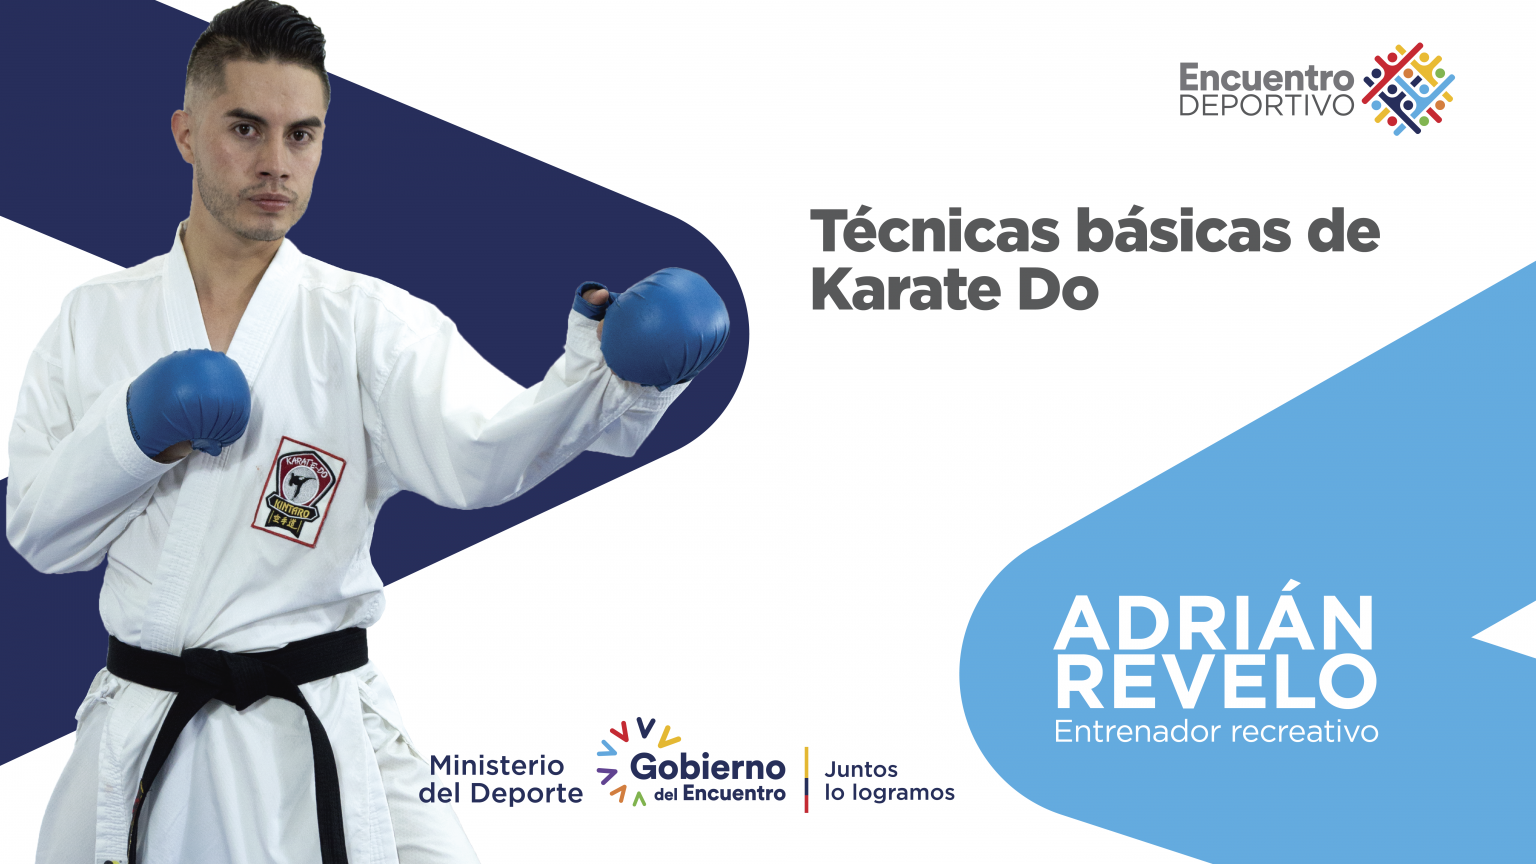 Encuentro
DEPORTIVO
Técnicas básicas de
Karate Do
KARATE-DO
KINTARO
空手道
ADRIÁN
REVELO
Entrenador recreativo
Ministerio
del Deporte
Gobierno
del Encuentro
Juntos
lo logramos